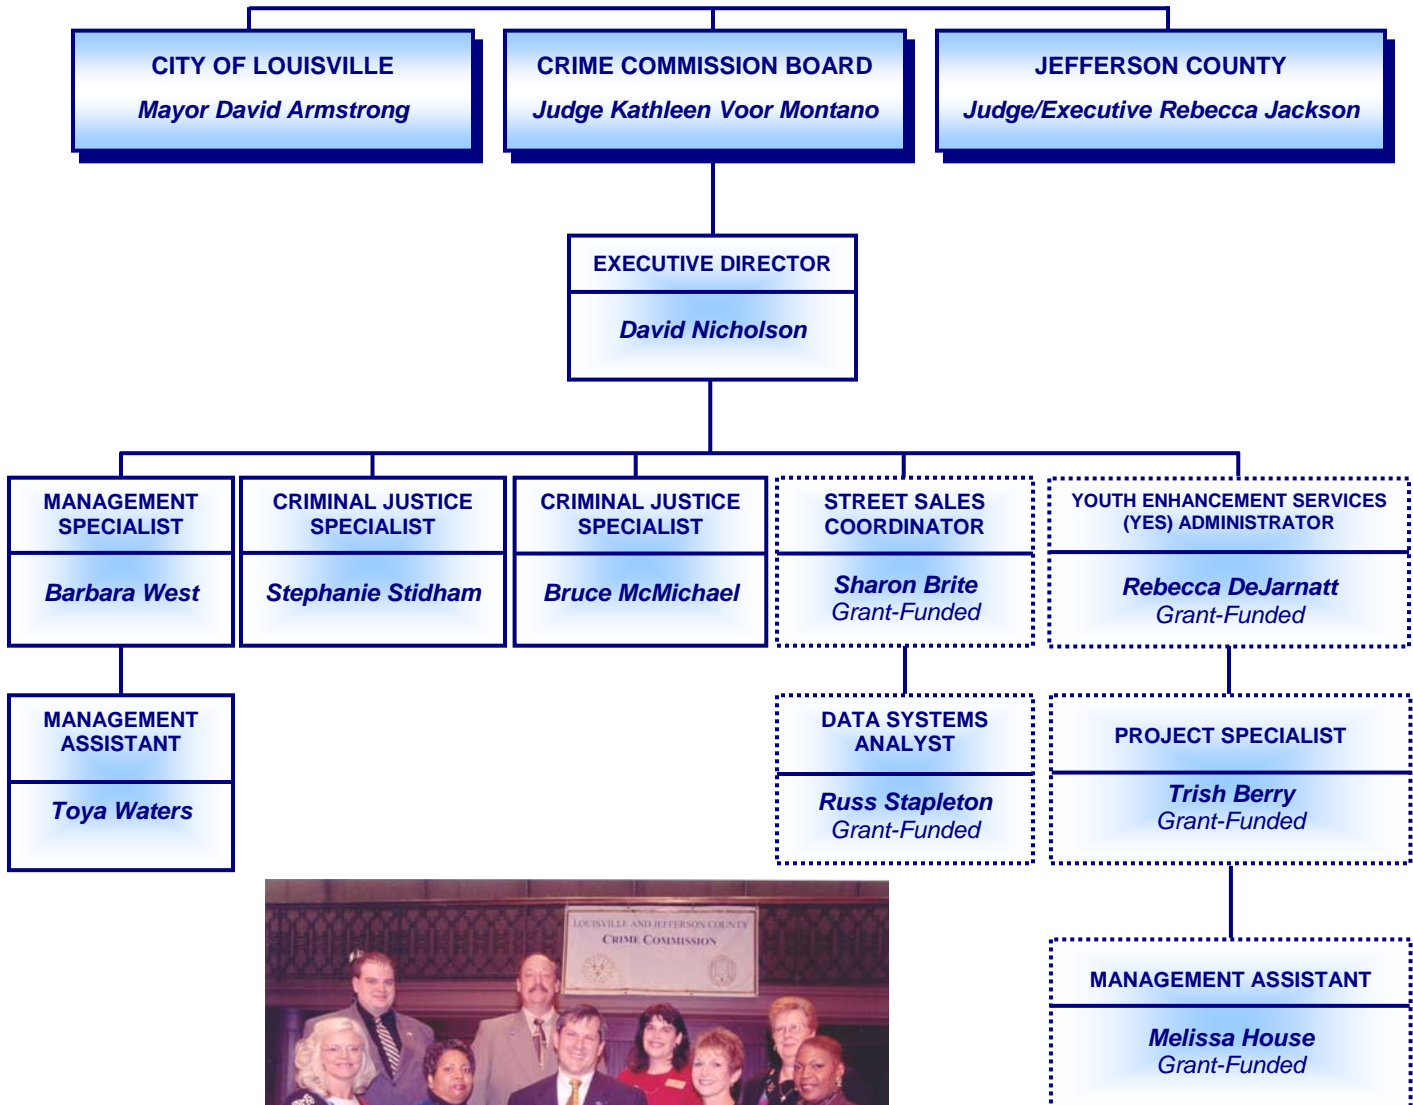 CITY OF LOUISVILLE
Mayor David Armstrong
CRIME COMMISSION BOARD
Judge Kathleen Voor Montano
JEFFERSON COUNTY
Judge/Executive Rebecca Jackson
EXECUTIVE DIRECTOR
David Nicholson
MANAGEMENT
SPECIALIST
Barbara West
CRIMINAL JUSTICE
SPECIALIST
Stephanie Stidham
CRIMINAL JUSTICE
SPECIALIST
Bruce McMichael
STREET SALES
COORDINATOR
Sharon Brite
Grant-Funded
YOUTH ENHANCEMENT SERVICES
(YES) ADMINISTRATOR
Rebecca DeJarnatt
Grant-Funded
MANAGEMENT
ASSISTANT
Toya Waters
DATA SYSTEMS
ANALYST
Russ Stapleton
Grant-Funded
PROJECT SPECIALIST
Trish Berry
Grant-Funded
MANAGEMENT ASSISTANT
Melissa House
Grant-Funded
LOUISVILLE AND JEFFERSON COUNTY
CRIME COMMISSION